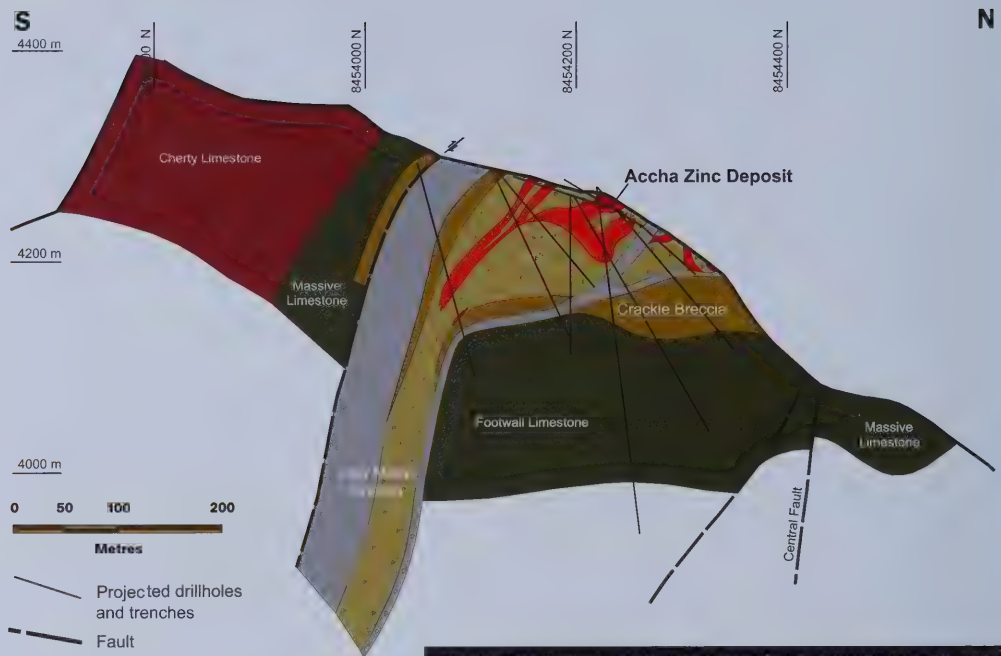 S
N
4400 m
00 N
8454000 N
8454200 N
8454400 N
Cherty Limestone
Accha Zinc Deposit
4200 m
Massive
Limestone
Crackle Breccia
Footwall Limestone
Massive
Limestone
4000 m
Central Fault
0 50 100 200
Metres
Projected drillholes
and trenches
Fault